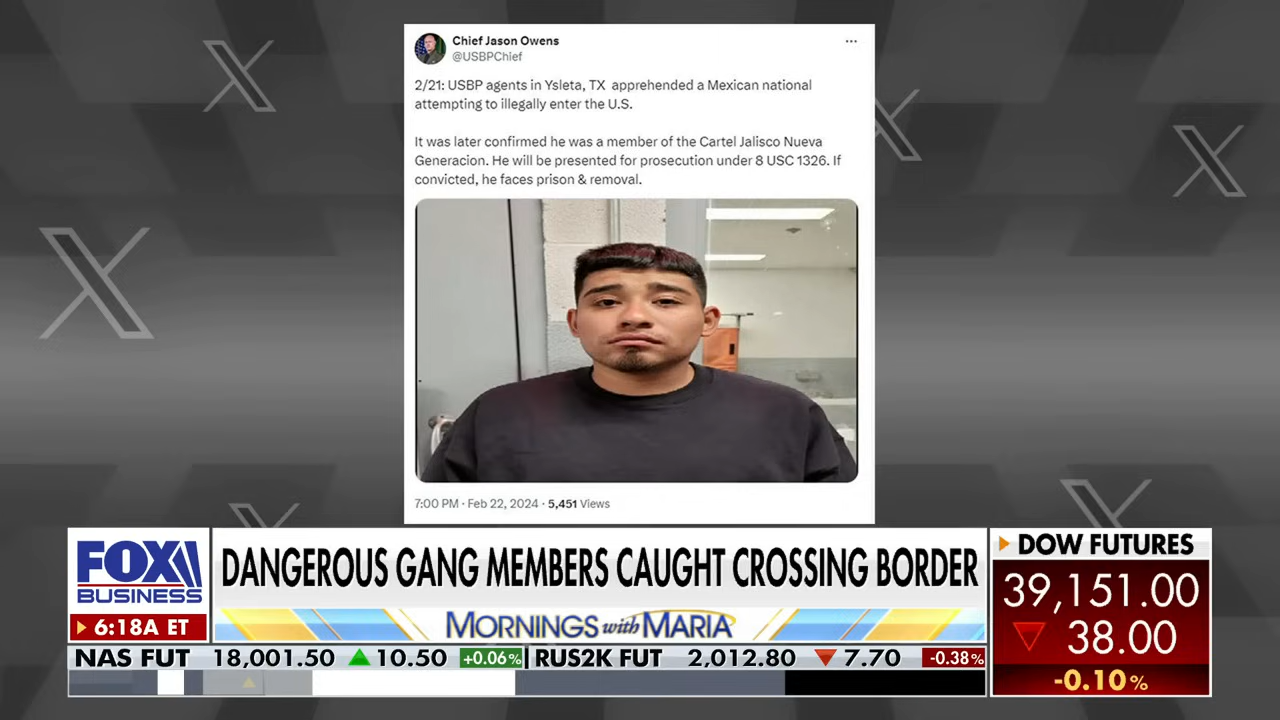 Chief Jason Owens
@USBPChief
2/21: USBP agents in Ysleta, TX apprehended a Mexican national
attempting to illegally enter the U.S.
It was later confirmed he was a member of the Cartel Jalisco Nueva
Generacion. He will be presented for prosecution under 8 USC 1326. If
convicted, he faces prison & removal.
7:00 PM · Feb 22, 2024 · 5,451 Views
FOX
BUSINESS
6:18A ET
DANGEROUS GANG MEMBERS CAUGHT CROSSING BORDER
MORNINGS with MARIA
DOW FUTURES
39,151.00
38.00
-0.10%
NAS FUT 18,001.50 10.50 +0.06% RUS2K FUT 2,012.80 7.70 -0.38%